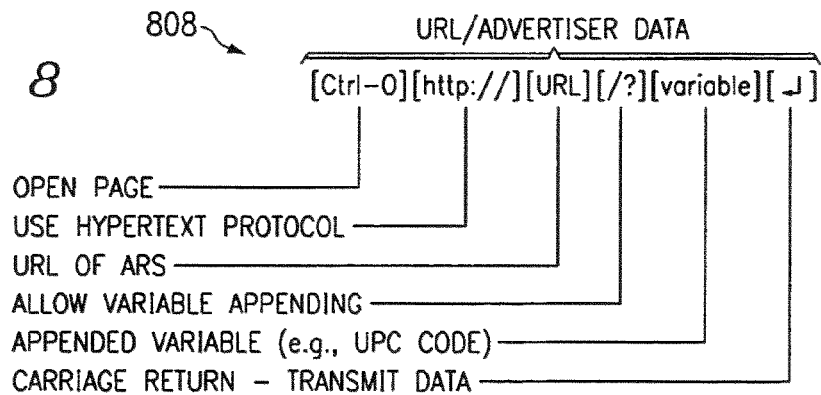 808
URL/ADVERTISER DATA
8
[Ctrl-O][http://][URL][/?][variable][↵]
OPEN PAGE
USE HYPERTEXT PROTOCOL
URL OF ARS
ALLOW VARIABLE APPENDING
APPENDED VARIABLE (e.g., UPC CODE)
CARRIAGE RETURN - TRANSMIT DATA